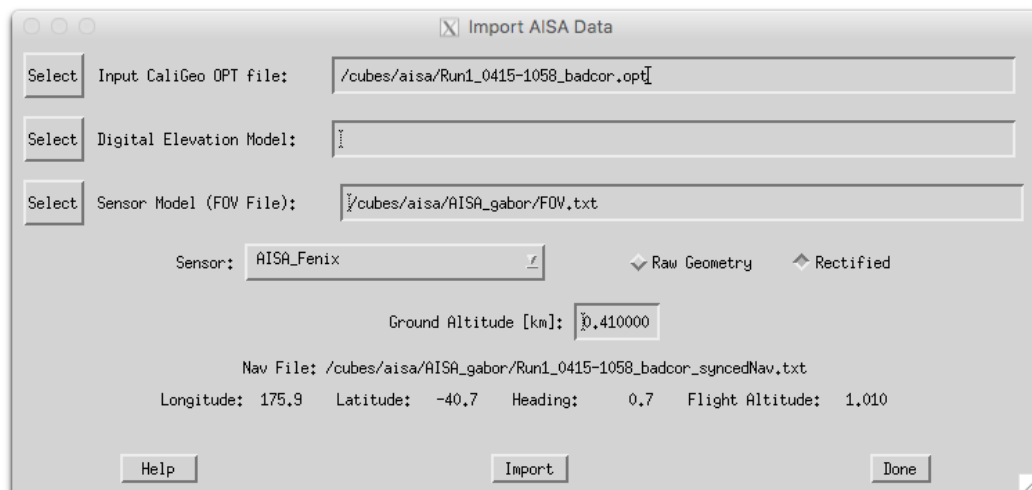 Import AISA Data
Select Input CaliGeo OPT file: /cubes/aisa/Run1_0415-1058_badcor.opt
Select Digital Elevation Model:
Select Sensor Model (FOV File): /cubes/aisa/AISA_gabor/FOV.txt
Sensor: AISA_Fenix Raw Geometry Rectified
Ground Altitude [km]: 0.410000
Nav File: /cubes/aisa/AISA_gabor/Run1_0415-1058_badcor_syncedNav.txt
Longitude: 175.9 Latitude: -40.7 Heading: 0.7 Flight Altitude: 1.010
Help Import Done